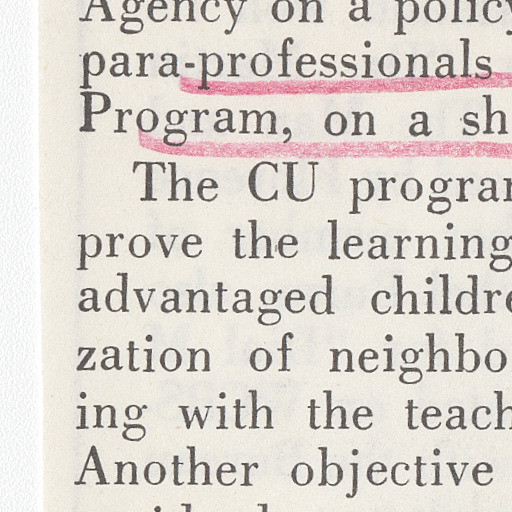 Agency on a policy
para-professionals
Program, on a sh
The CU progra
prove the learning
advantaged childre
zation of neighbo
ing with the teach
Another objective